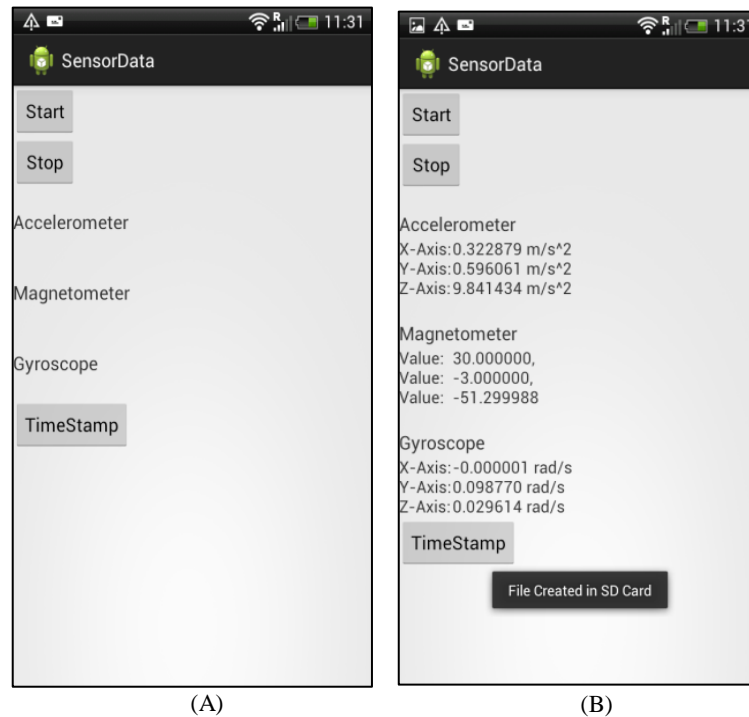 11:31
SensorData
Start
Stop
Accelerometer
Magnetometer
Gyroscope
TimeStamp
(A)
R 11:31
SensorData
Start
Stop
Accelerometer
X-Axis: 0.322879 m/s^2
Y-Axis: 0.596061 m/s^2
Z-Axis: 9.841434 m/s^2
Magnetometer
Value: 30.000000,
Value: -3.000000,
Value: -51.299988
Gyroscope
X-Axis: -0.000001 rad/s
Y-Axis: 0.098770 rad/s
Z-Axis: 0.029614 rad/s
TimeStamp
File Created in SD Card
(B)